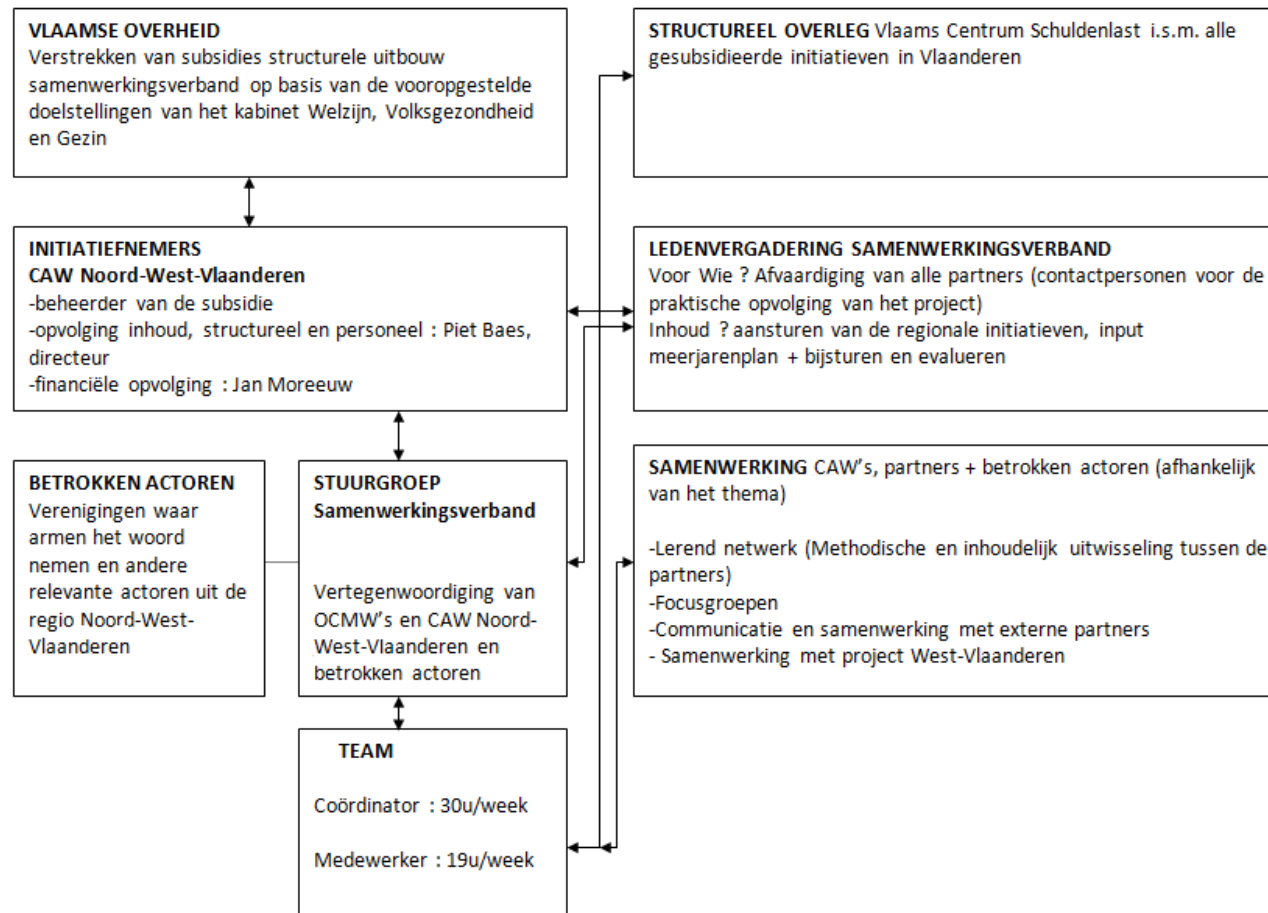 VLAAMSE OVERHEID
Verstrekken van subsidies structurele uitbouw
samenwerkingsverband op basis van de vooropgestelde
doelstellingen van het kabinet Welzijn, Volksgezondheid
en Gezin
STRUCTUREEL OVERLEG Vlaams Centrum Schuldenlast i.s.m. alle
gesubsidieerde initiatieven in Vlaanderen
INITIATIEFNEMERS
CAW Noord-West-Vlaanderen
-beheerder van de subsidie
-opvolging inhoud, structureel en personeel : Piet Baes,
directeur
-financiële opvolging : Jan Moreeuw
LEDENVERGADERING SAMENWERKINGSVERBAND
Voor Wie ? Afvaardiging van alle partners (contactpersonen voor de
praktische opvolging van het project)
Inhoud ? aansturen van de regionale initiatieven, input
meerjarenplan + bijsturen en evalueren
BETROKKEN ACTOREN
Verenigingen waar
armen het woord
nemen en andere
relevante actoren uit de
regio Noord-West-
Vlaanderen
STUURGROEP
Samenwerkingsverband
Vertegenwoordiging van
OCMW's en CAW Noord-
West-Vlaanderen en
betrokken actoren
SAMENWERKING CAW's, partners + betrokken actoren (afhankelijk
van het thema)
-Lerend netwerk (Methodische en inhoudelijk uitwisseling tussen de
partners)
-Focusgroepen
-Communicatie en samenwerking met externe partners
- Samenwerking met project West-Vlaanderen
TEAM
Coördinator : 30u/week
Medewerker : 19u/week